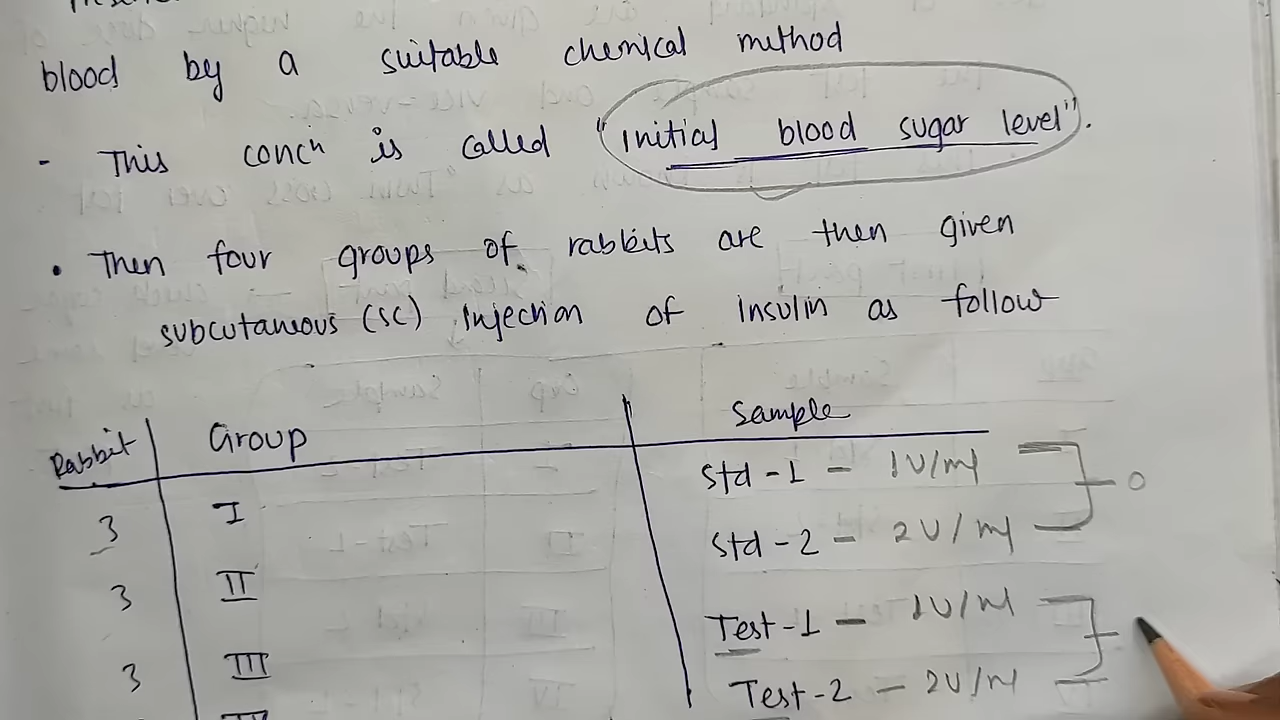 blood by a suitable chemical method
- This concn is called "Initial blood sugar level".
• Then four groups of rabbits are then given
subcutaneous (SC) Injection of insulin as follow
Rabbit Group Sample
3 I Std-1 - 1U/ml
3 II Std-2 - 2U/ml
3 III Test-1 - 1U/ml
Test-2 - 2U/ml